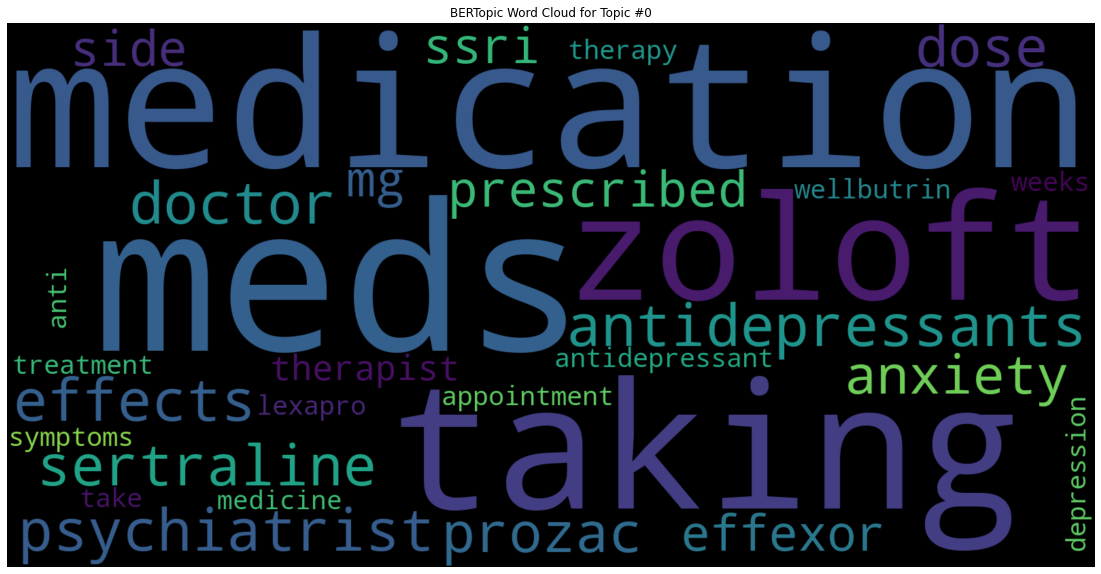 BERTopic Word Cloud for Topic #0
side
ssri
therapy
dose
medication
doctor
mg
prescribed
wellbutrin
weeks
meds
zoloft
anti
antidepressants
treatment
therapist
antidepressant
anxiety
effects
lexapro
appointment
taking
symptoms
sertraline
take
medicine
depression
psychiatrist
prozac
effexor